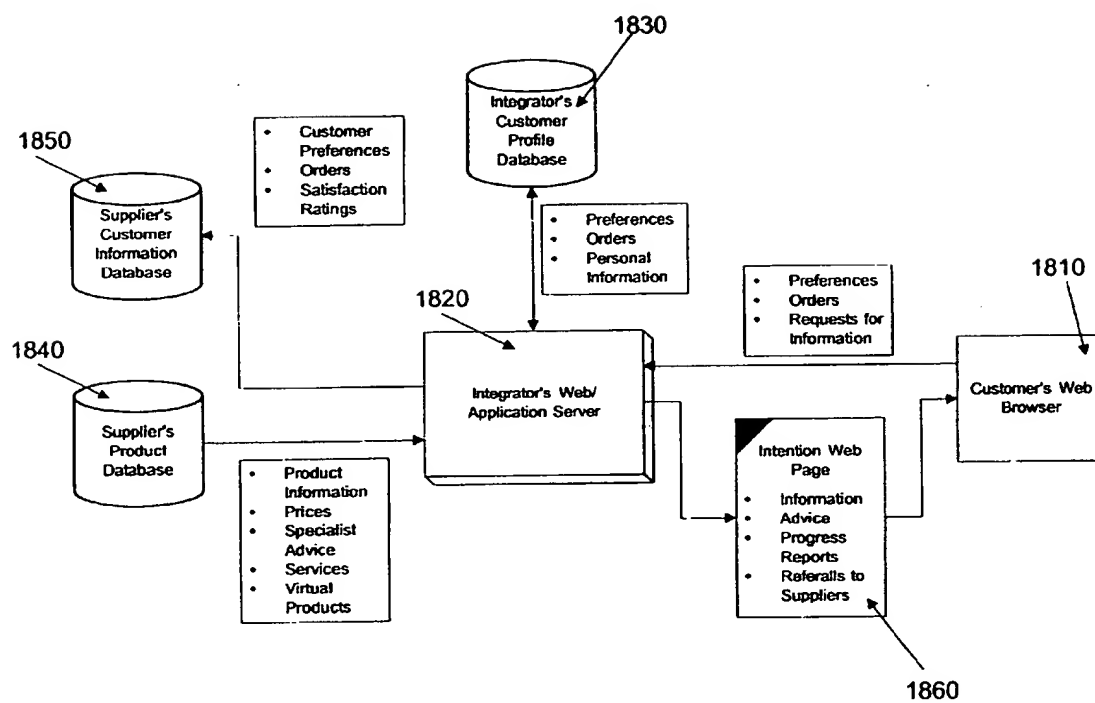 1830
Integrator's
Customer
Profile
Database
1850
• Customer
Preferences
• Orders
• Satisfaction
Ratings
Supplier's
Customer
Information
Database
• Preferences
• Orders
• Personal
Information
1810
• Preferences
• Orders
• Requests for
Information
1820
1840
Integrator's Web/
Application Server
Customer's Web
Browser
Supplier's
Product
Database
• Product
Information
• Prices
• Specialist
Advice
• Services
• Virtual
Products
Intention Web
Page
• Information
• Advice
• Progress
Reports
• Referalls to
Suppliers
1860